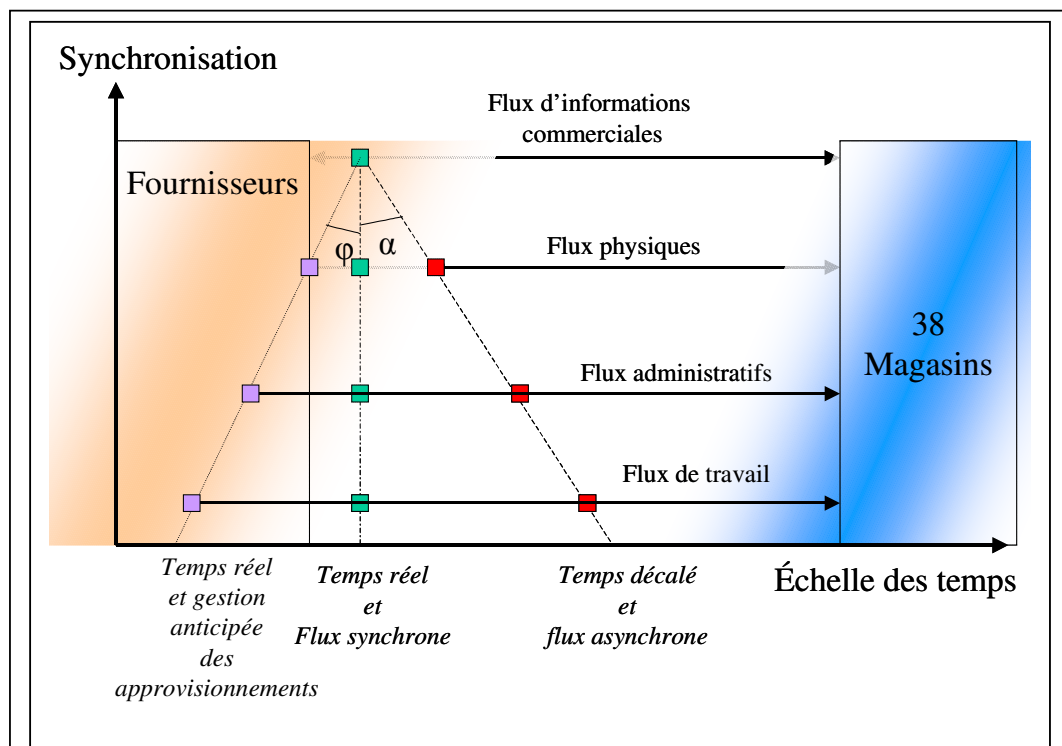 Synchronisation
Flux d’informations
commerciales
Fournisseurs
φ
α
Flux physiques
38
Magasins
Flux administratifs
Flux de travail
Échelle des temps
Temps réel
et gestion
anticipée
des
approvisionnements
Temps réel
et
Flux synchrone
Temps décalé
et
flux asynchrone